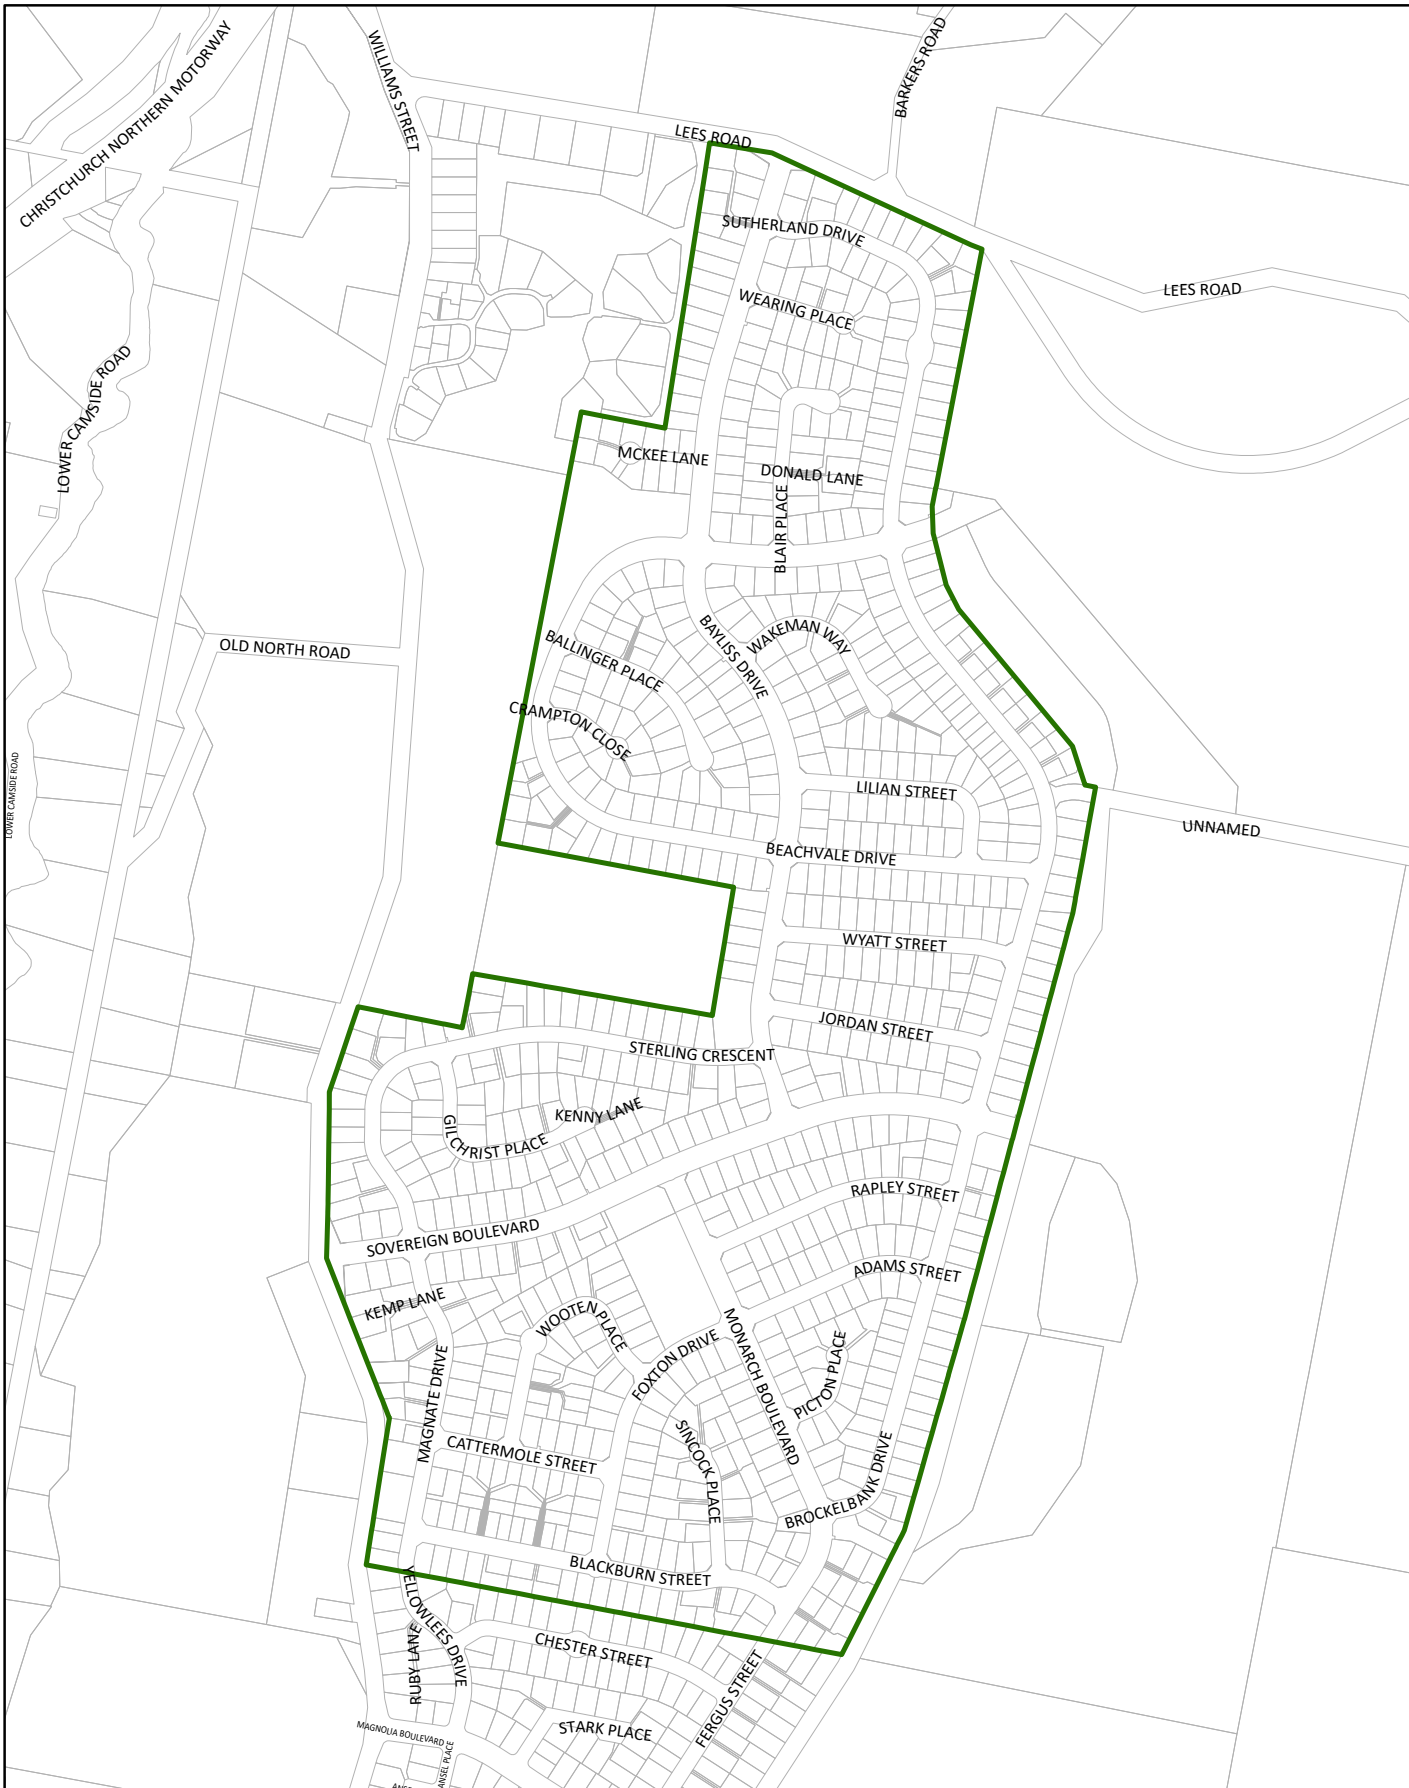 CHRISTCHURCH NORTHERN MOTORWAY
WILLIAMS STREET
BARKERS ROAD
LEES ROAD
SUTHERLAND DRIVE
LEES ROAD
WEARING PLACE
LOWER CAMSIDE ROAD
MCKEE LANE
DONALD LANE
BLAIR PLACE
OLD NORTH ROAD
BALLINGER PLACE
BAYLISS DRIVE
WAKEMAN WAY
CRAMPTON CLOSE
LOWER CAMSIDE ROAD
LILIAN STREET
UNNAMED
BEACHVALE DRIVE
WYATT STREET
JORDAN STREET
STERLING CRESCENT
KENNY LANE
GILCHRIST PLACE
RAPLEY STREET
SOVEREIGN BOULEVARD
ADAMS STREET
KEMP LANE
WOOTEN PLACE
MONARCH BOULEVARD
FOXTON DRIVE
PICTON PLACE
MAGNATE DRIVE
SINCOCK PLACE
CATTERMOLE STREET
BROCKELBANK DRIVE
BLACKBURN STREET
YELLOWLEES DRIVE
RUBY LANE
CHESTER STREET
FERGUS STREET
STARK PLACE
MAGNOLIA BOULEVARD
ANSEL PLACE